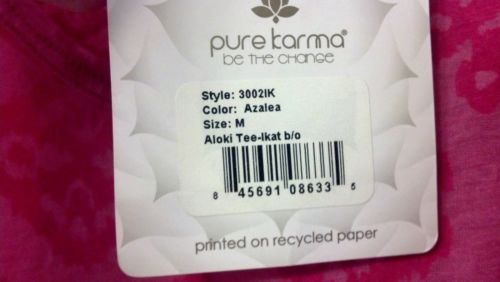 pure karma®
be the change
Style: 3002IK
Color: Azalea
Size: M
Aloki Tee-Ikat b/o
8 45691 08633 5
printed on recycled paper